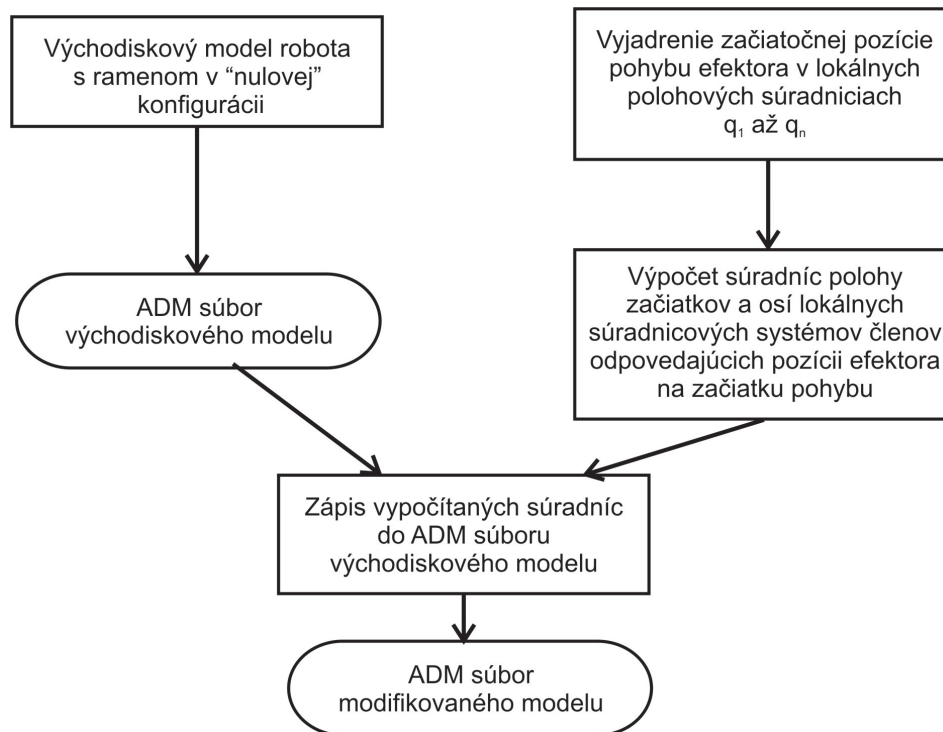 Východiskový model robota
s ramenom v “nulovej”
konfigurácii
Vyjadrenie začiatočnej pozície
pohybu efektora v lokálnych
polohových súradniciach
q₁ až qₙ
ADM súbor
východiskového modelu
Výpočet súradníc polohy
začiatkov a osí lokálnych
súradnicových systémov členov
odpovedajúcich pozícii efektora
na začiatku pohybu
Zápis vypočítaných súradníc
do ADM súboru
východiskového modelu
ADM súbor
modifikovaného modelu